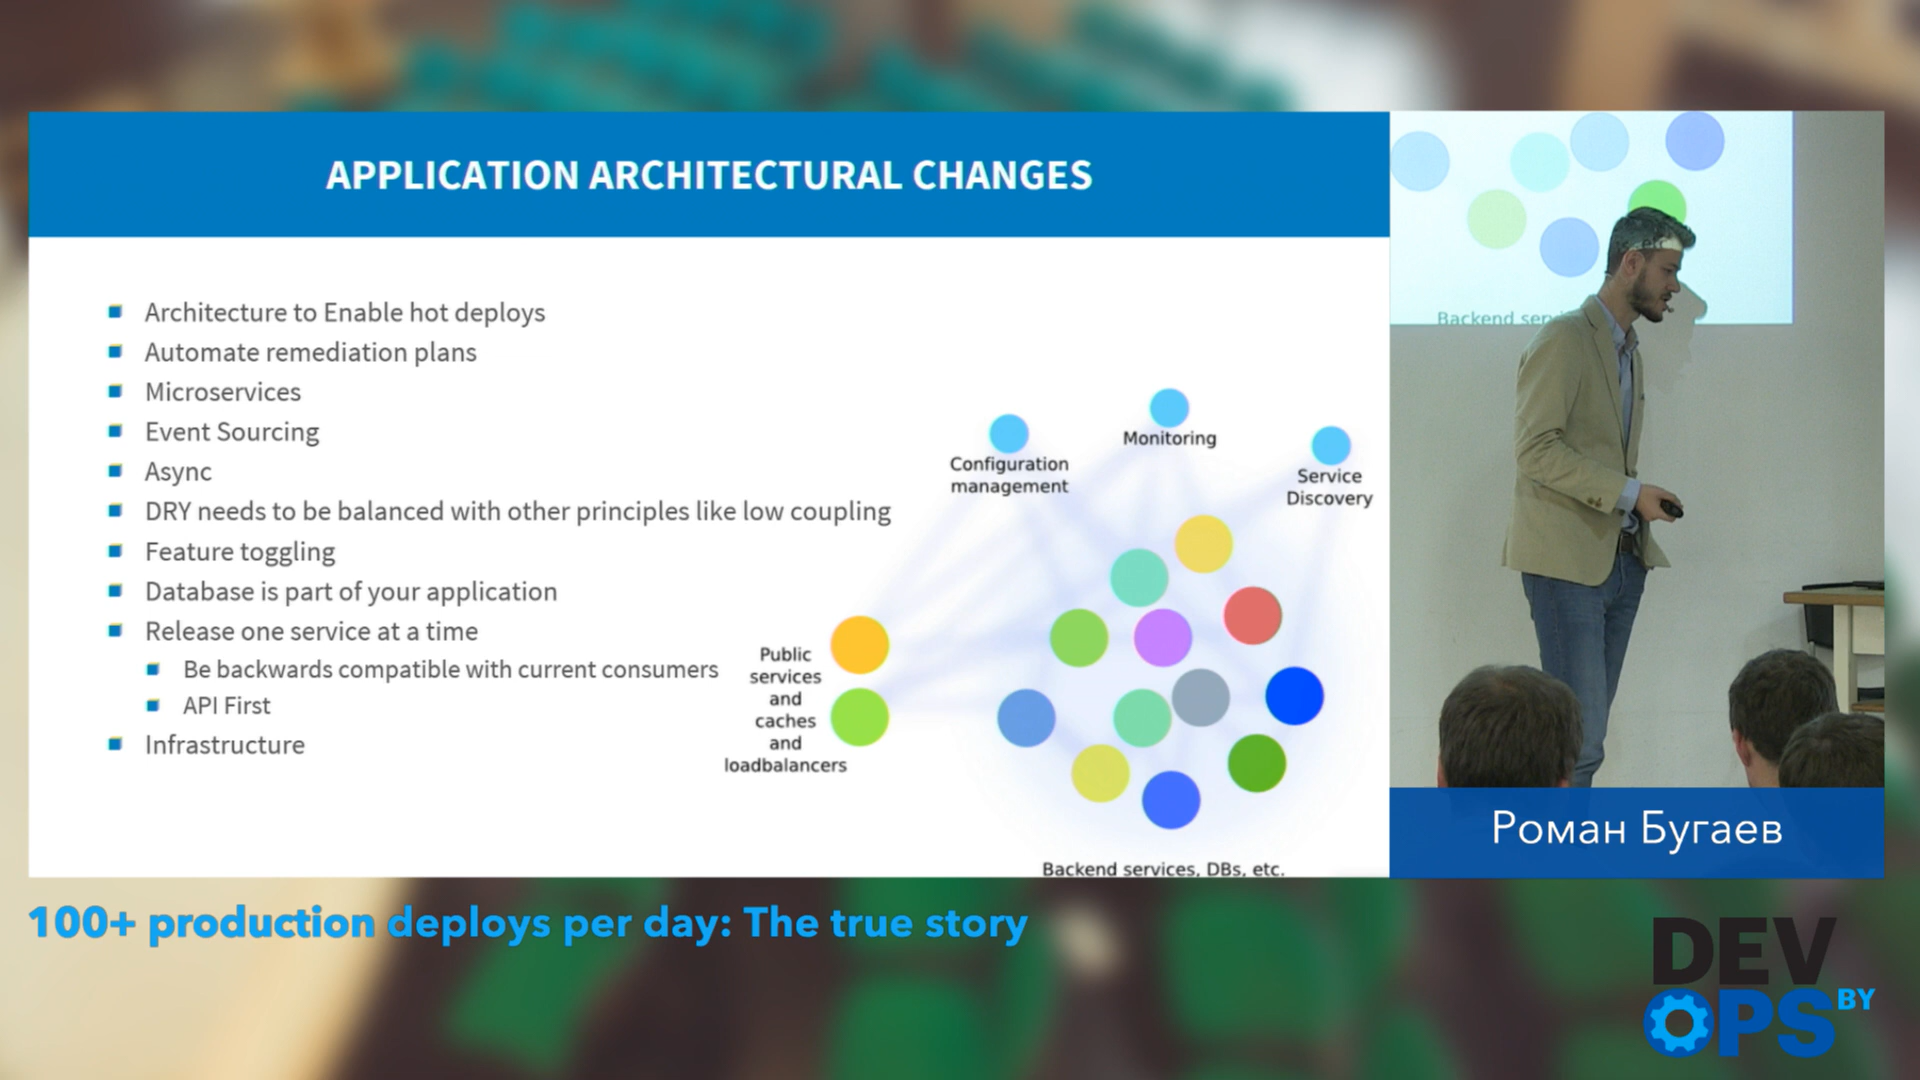 APPLICATION ARCHITECTURAL CHANGES
Architecture to Enable hot deploys
Automate remediation plans
Microservices
Event Sourcing
Async
DRY needs to be balanced with other principles like low coupling
Feature toggling
Database is part of your application
Release one service at a time
Be backwards compatible with current consumers
API First
Infrastructure
Configuration
management
Monitoring
Service
Discovery
Public
services
and
caches
and
loadbalancers
Backend services, DBs, etc.
Backend
etc
Роман Бугаев
100+ production deploys per day: The true story
DEV
OPS BY